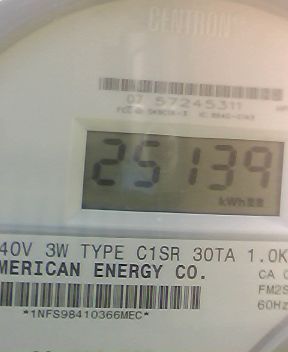 CENTRON
07 57245311
25139
kWh
40V 3W TYPE C1SR 30TA 1.0K
MERICAN ENERGY CO.
CA
FM2S
60Hz
*1NFS98410366MEC*